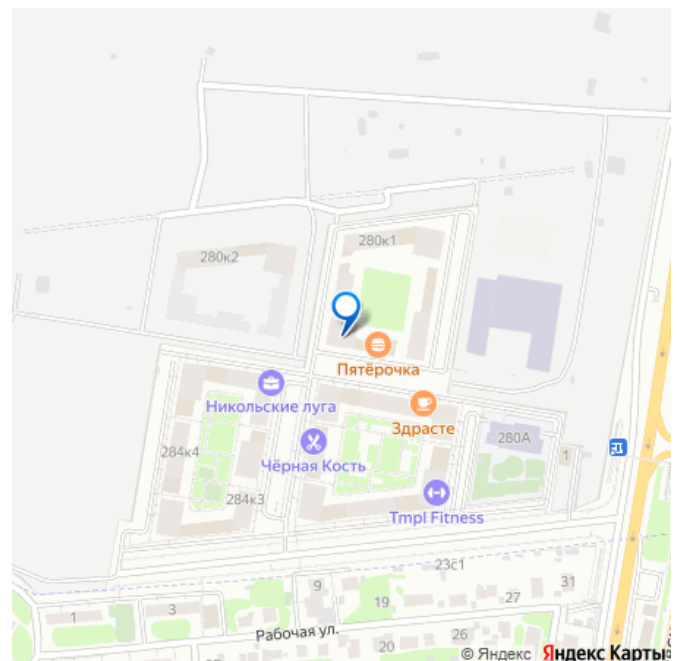 280к1
280к2
Пятёрочка
Никольские луга
Здрасте
280А
Чёрная Кость
284к4
1
284к3
Tmpl Fitness
23с1
9
31
27
19
3
1
Рабочая ул.
26
20
© Яндекс Яндекс Карты